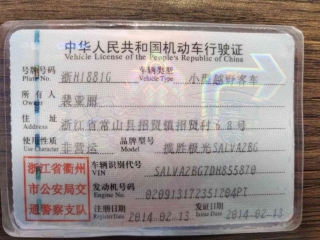 中华人民共和国机动车行驶证
Vehicle License of the People's Republic of China
号牌号码 浙H1881G 车辆类型 小型越野客车
Plate No. Vehicle Type
所有人 裴亚丽
Owner
住址 浙江省常山县招贤镇招贤村68号
Address
使用性质 非营运 品牌型号 揽胜极光SALVA2BG
Use Character Model
浙江省衢州
市公安局交
通警察支队
车辆识别代号 SALVA2BG7DH855870
VIN
发动机号码 020913172351204PT
Engine No.
注册日期 2014-02-13 发证日期 2014-02-13
Register Date Issue Date